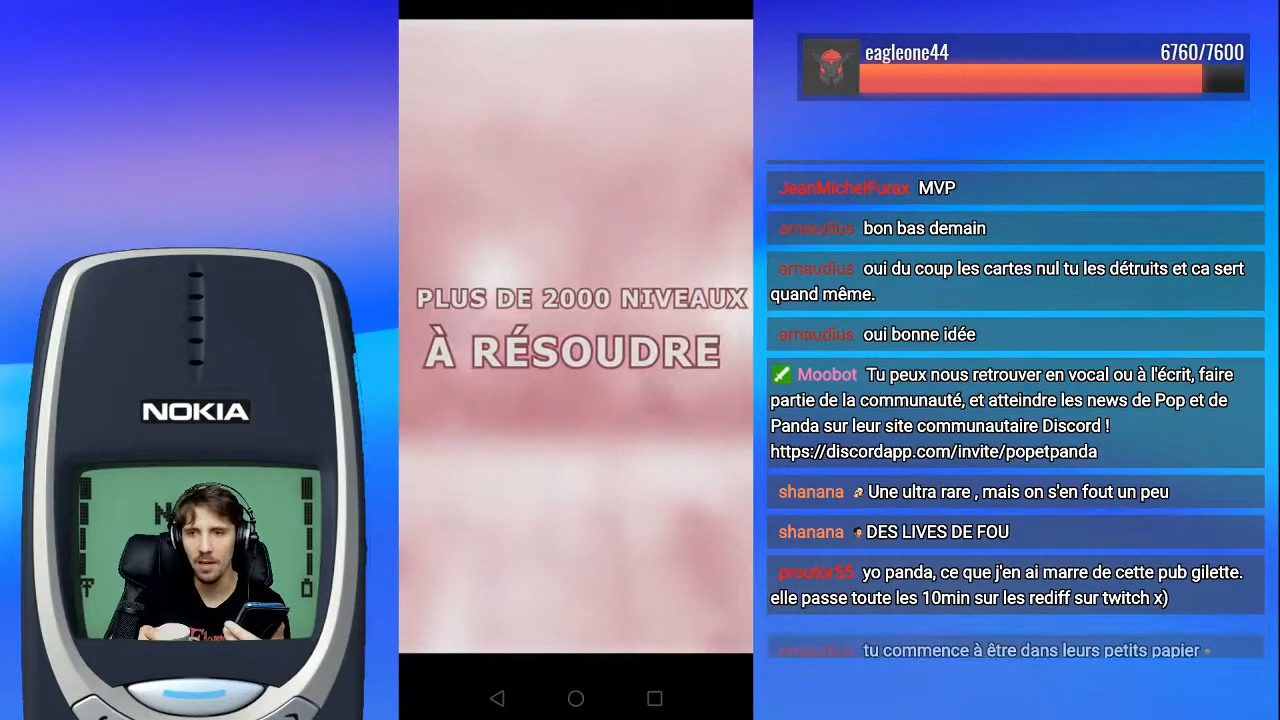 eagleone44 6760/7600
JeanMichelFurax MVP
arnaudius bon bas demain
arnaudius oui du coup les cartes nul tu les détruits et ca sert
quand même.
arnaudius oui bonne idée
Moobot Tu peux nous retrouver en vocal ou à l'écrit, faire
partie de la communauté, et atteindre les news de Pop et de
Panda sur leur site communautaire Discord !
https://discordapp.com/invite/popetpanda
shanana Une ultra rare , mais on s'en fout un peu
shanana DES LIVES DE FOU
proutor55 yo panda, ce que j'en ai marre de cette pub gilette.
elle passe toute les 10min sur les rediff sur twitch x)
arnaudius tu commence à être dans leurs petits papier
PLUS DE 2000 NIVEAUX
À RÉSOUDRE
NOKIA